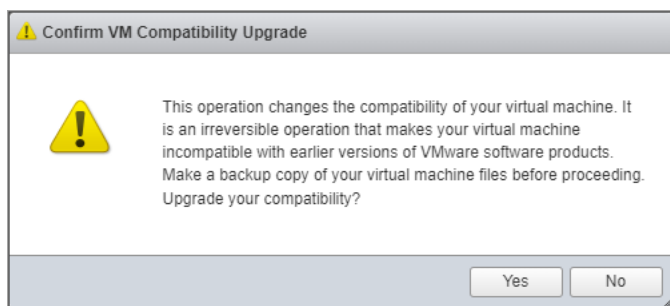 Confirm VM Compatibility Upgrade
This operation changes the compatibility of your virtual machine. It
is an irreversible operation that makes your virtual machine
incompatible with earlier versions of VMware software products.
Make a backup copy of your virtual machine files before proceeding.
Upgrade your compatibility?
Yes
No